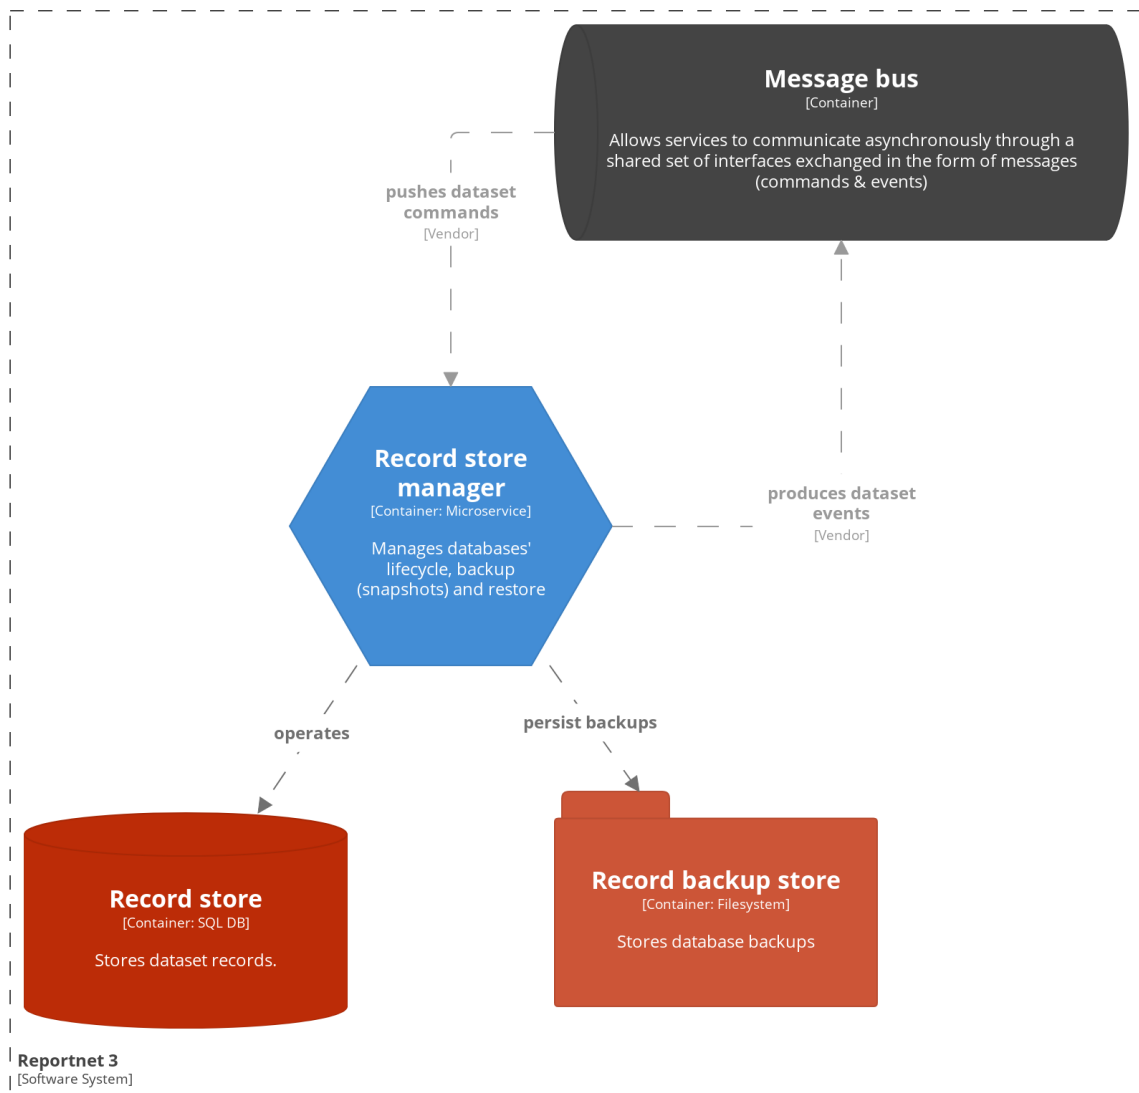 Message bus
[Container]
Allows services to communicate asynchronously through a
shared set of interfaces exchanged in the form of messages
(commands & events)
pushes dataset
commands
[Vendor]
Record store
manager
[Container: Microservice]
Manages databases'
lifecycle, backup
(snapshots) and restore
produces dataset
events
[Vendor]
operates
persist backups
Record store
[Container: SQL DB]
Stores dataset records.
Record backup store
[Container: Filesystem]
Stores database backups
Reportnet 3
[Software System]